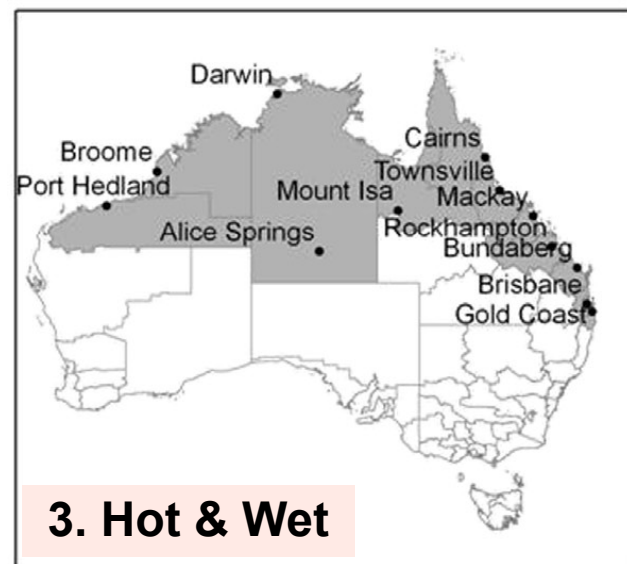 Darwin
Cairns
Broome
Townsville
Port Hedland
Mount Isa
Mackay
Rockhampton
Alice Springs
Bundaberg
Brisbane
Gold Coast
3. Hot & Wet